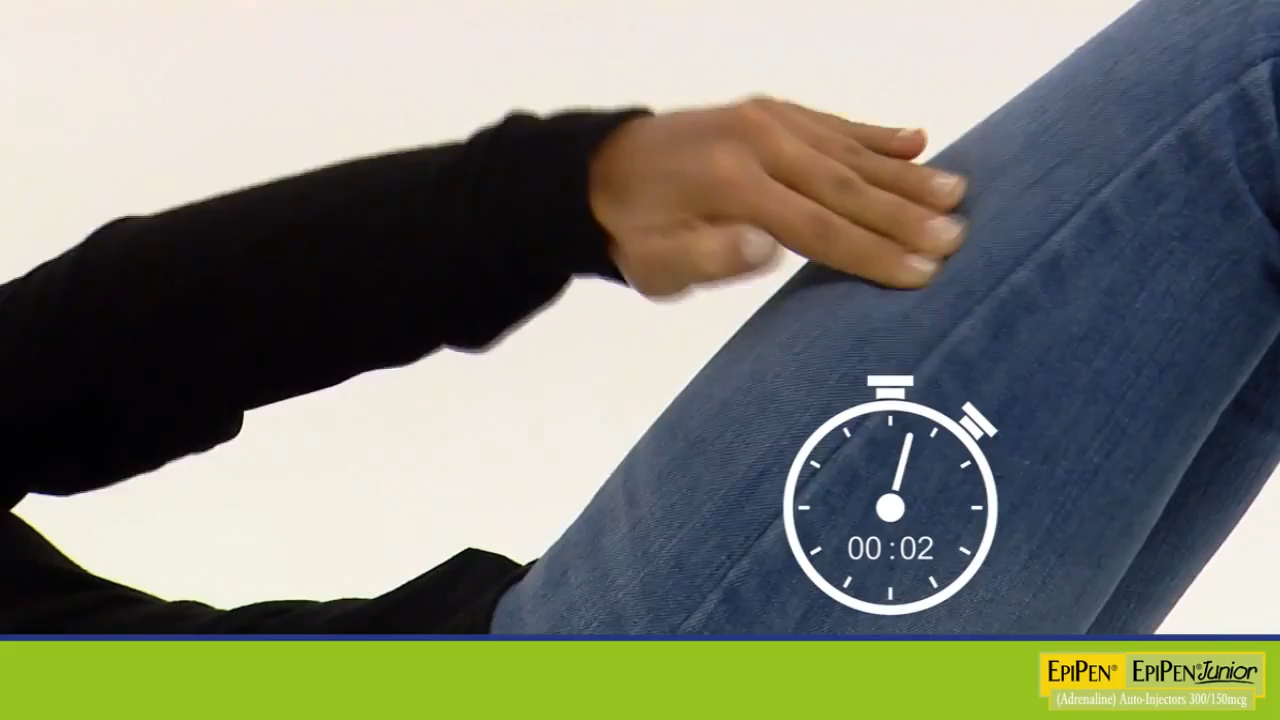 00:02
EPIPEN® EPIPEN® Junior
(Adrenaline) Auto-Injectors 300/150mcg